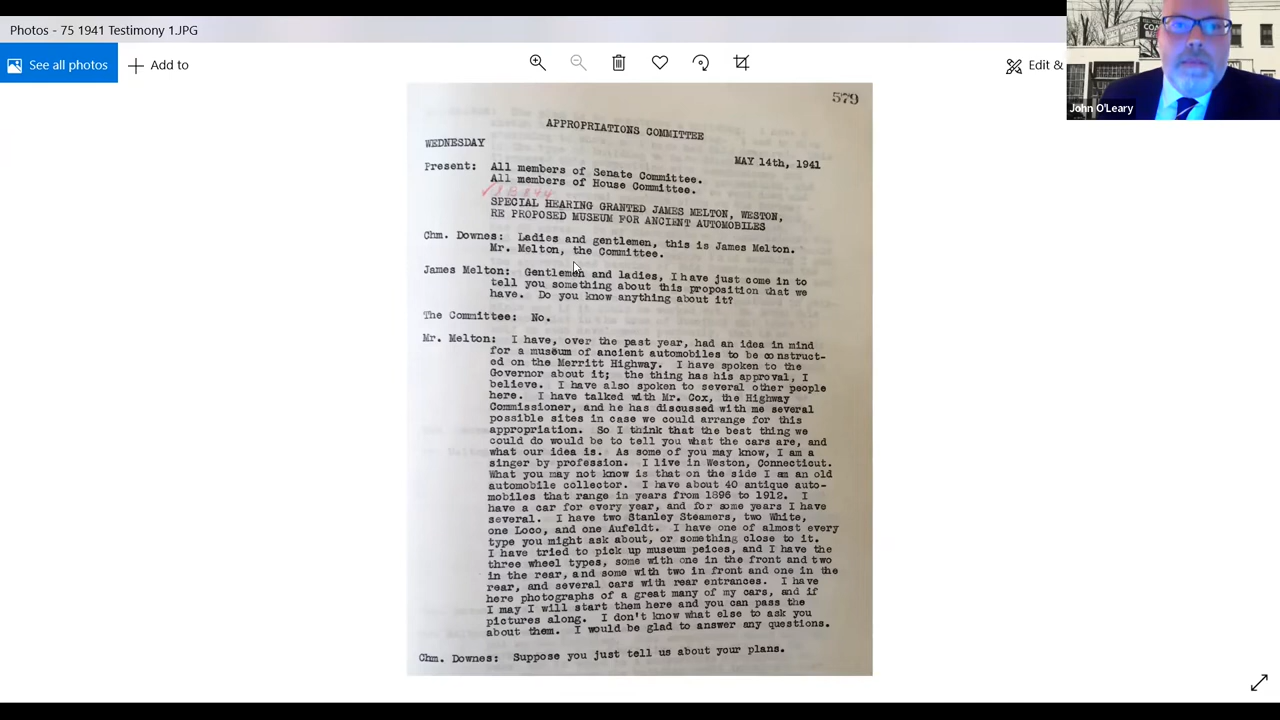 Photos - 75 1941 Testimony 1.JPG
See all photos
Add to
Edit &
John O'Leary
579
APPROPRIATIONS COMMITTEE
WEDNESDAY
MAY 14th, 1941
Present: All members of Senate Committee.
All members of House Committee.
SPECIAL HEARING GRANTED JAMES MELTON, WESTON,
RE PROPOSED MUSEUM FOR ANCIENT AUTOMOBILES
Chm. Downes: Ladies and gentlemen, this is James Melton.
Mr. Melton, the Committee.
James Melton: Gentlemen and ladies, I have just come in to
tell you something about this proposition that we
have. Do you know anything about it?
The Committee: No.
Mr. Melton: I have, over the past year, had an idea in mind
for a museum of ancient automobiles to be construct-
ed on the Merritt Highway. I have spoken to the
Governor about it; the thing has his approval, I
believe. I have also spoken to several other people
here. I have talked with Mr. Cox, the Highway
Commissioner, and he has discussed with me several
possible sites in case we could arrange for this
appropriation. So I think that the best thing we
could do would be to tell you what the cars are, and
what our idea is. As some of you may know, I am a
singer by profession. I live in Weston, Connecticut.
What you may not know is that on the side I am an old
automobile collector. I have about 40 antique auto-
mobiles that range in years from 1896 to 1912. I
have a car for every year, and for some years I have
several. I have two Stanley Steamers, two White,
one Loco, and one Aufeldt. I have one of almost every
type you might ask about, or something close to it.
I have tried to pick up museum peices, and I have the
three wheel types, some with one in the front and two
in the rear, and some with two in front and one in the
rear, and several cars with rear entrances. I have
here photographs of a great many of my cars, and if
I may I will start them here and you can pass the
pictures along. I don't know what else to ask you
about them. I would be glad to answer any questions.
Chm. Downes: Suppose you just tell us about your plans.